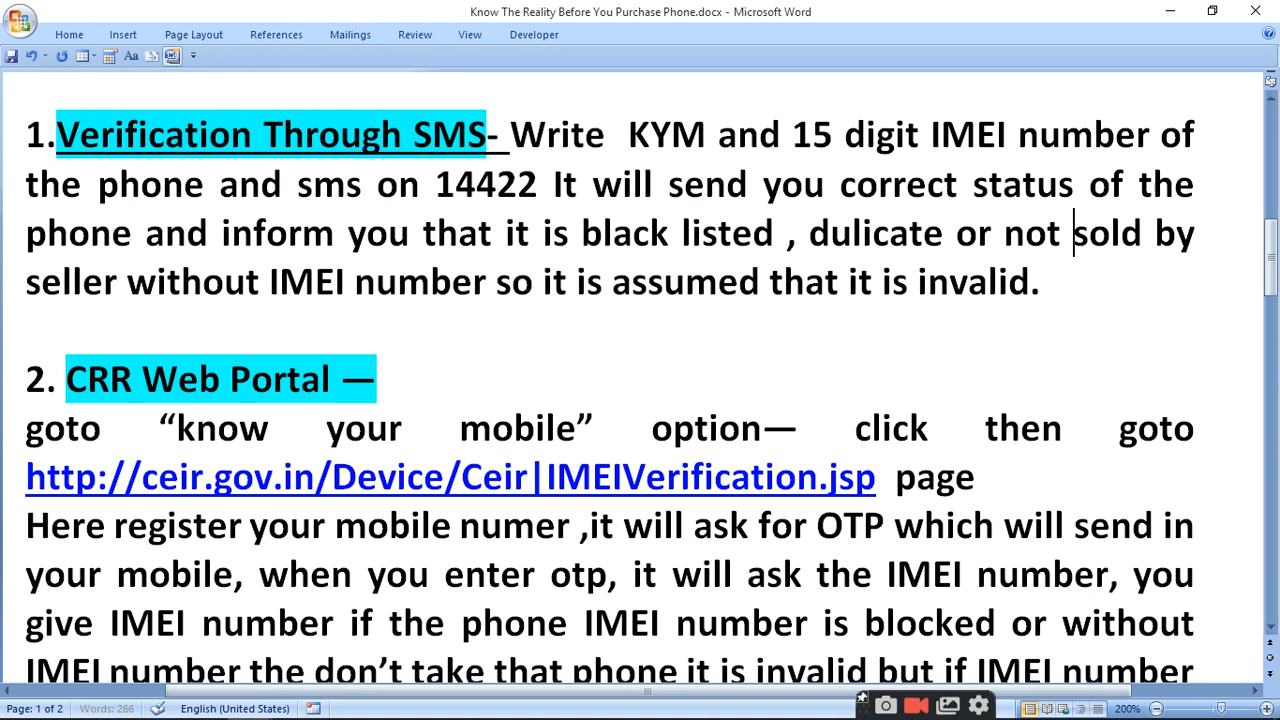 Know The Reality Before You Purchase Phone.docx - Microsoft Word
Home Insert Page Layout References Mailings Review View Developer
Aa
1.Verification Through SMS- Write KYM and 15 digit IMEI number of
the phone and sms on 14422 It will send you correct status of the
phone and inform you that it is black listed , dulicate or not sold by
seller without IMEI number so it is assumed that it is invalid.
2. CRR Web Portal —
goto “know your mobile” option— click then goto
http://ceir.gov.in/Device/Ceir|IMEIVerification.jsp page
Here register your mobile numer ,it will ask for OTP which will send in
your mobile, when you enter otp, it will ask the IMEI number, you
give IMEI number if the phone IMEI number is blocked or without
IMEI number the don’t take that phone it is invalid but if IMEI number
Page: 1 of 2 Words: 266 English (United States) 200%